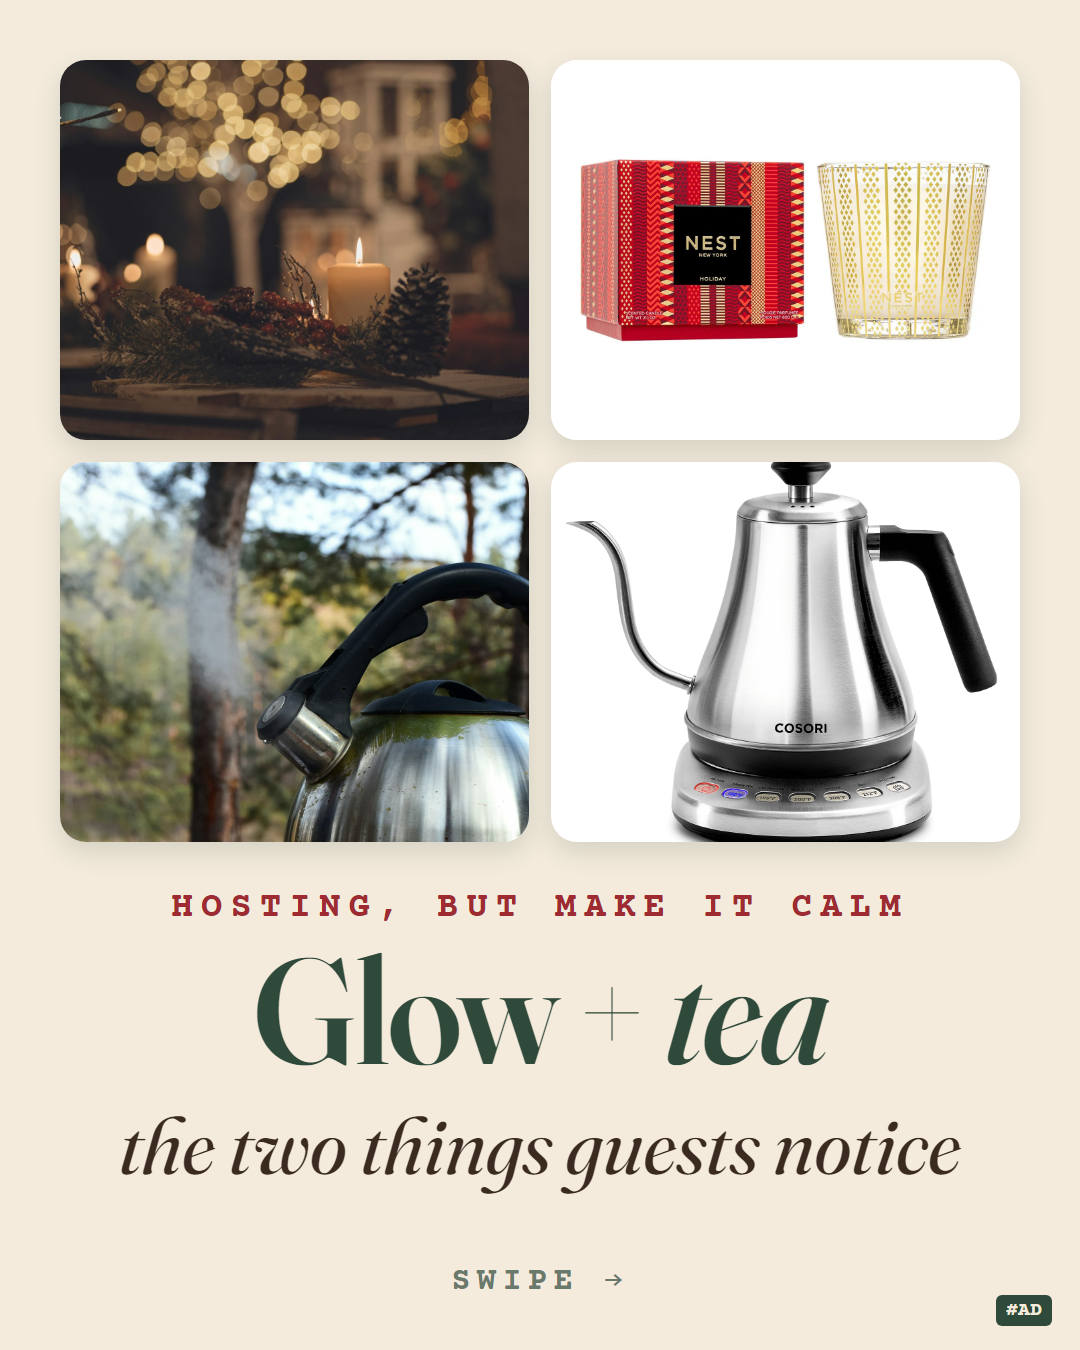 NEST
NEW YORK
HOLIDAY
NEST
COSORI
HOSTING, BUT MAKE IT CALM
Glow + tea
the two things guests notice
SWIPE →
#AD